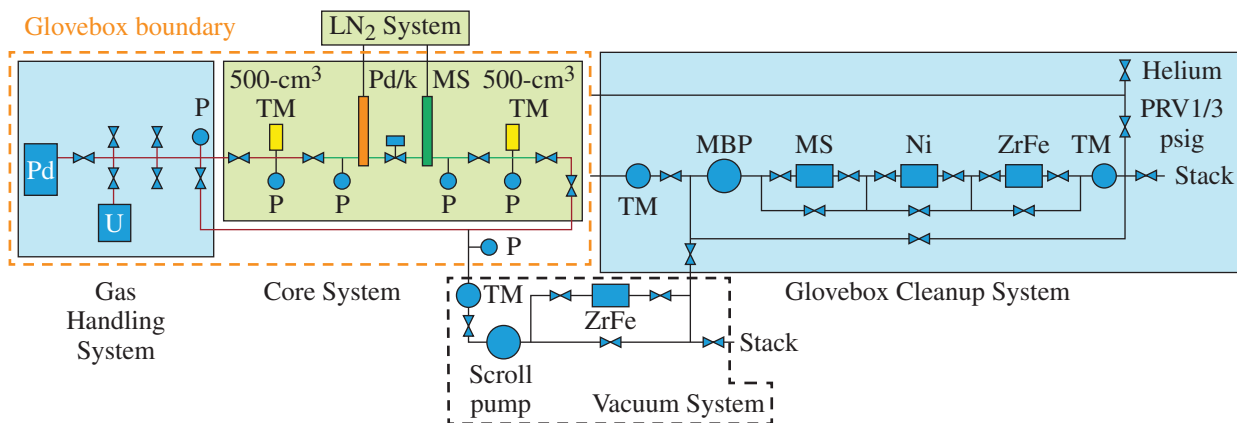 Glovebox boundary
LN2 System
500-cm3
TM
Pd/k
MS
500-cm3
TM
P
Pd
U
P
P
P
P
P
Gas
Handling
System
Core System
Helium
PRV1/3
psig
MBP
MS
Ni
ZrFe
TM
TM
Stack
Glovebox Cleanup System
TM
ZrFe
Stack
Scroll
pump
Vacuum System